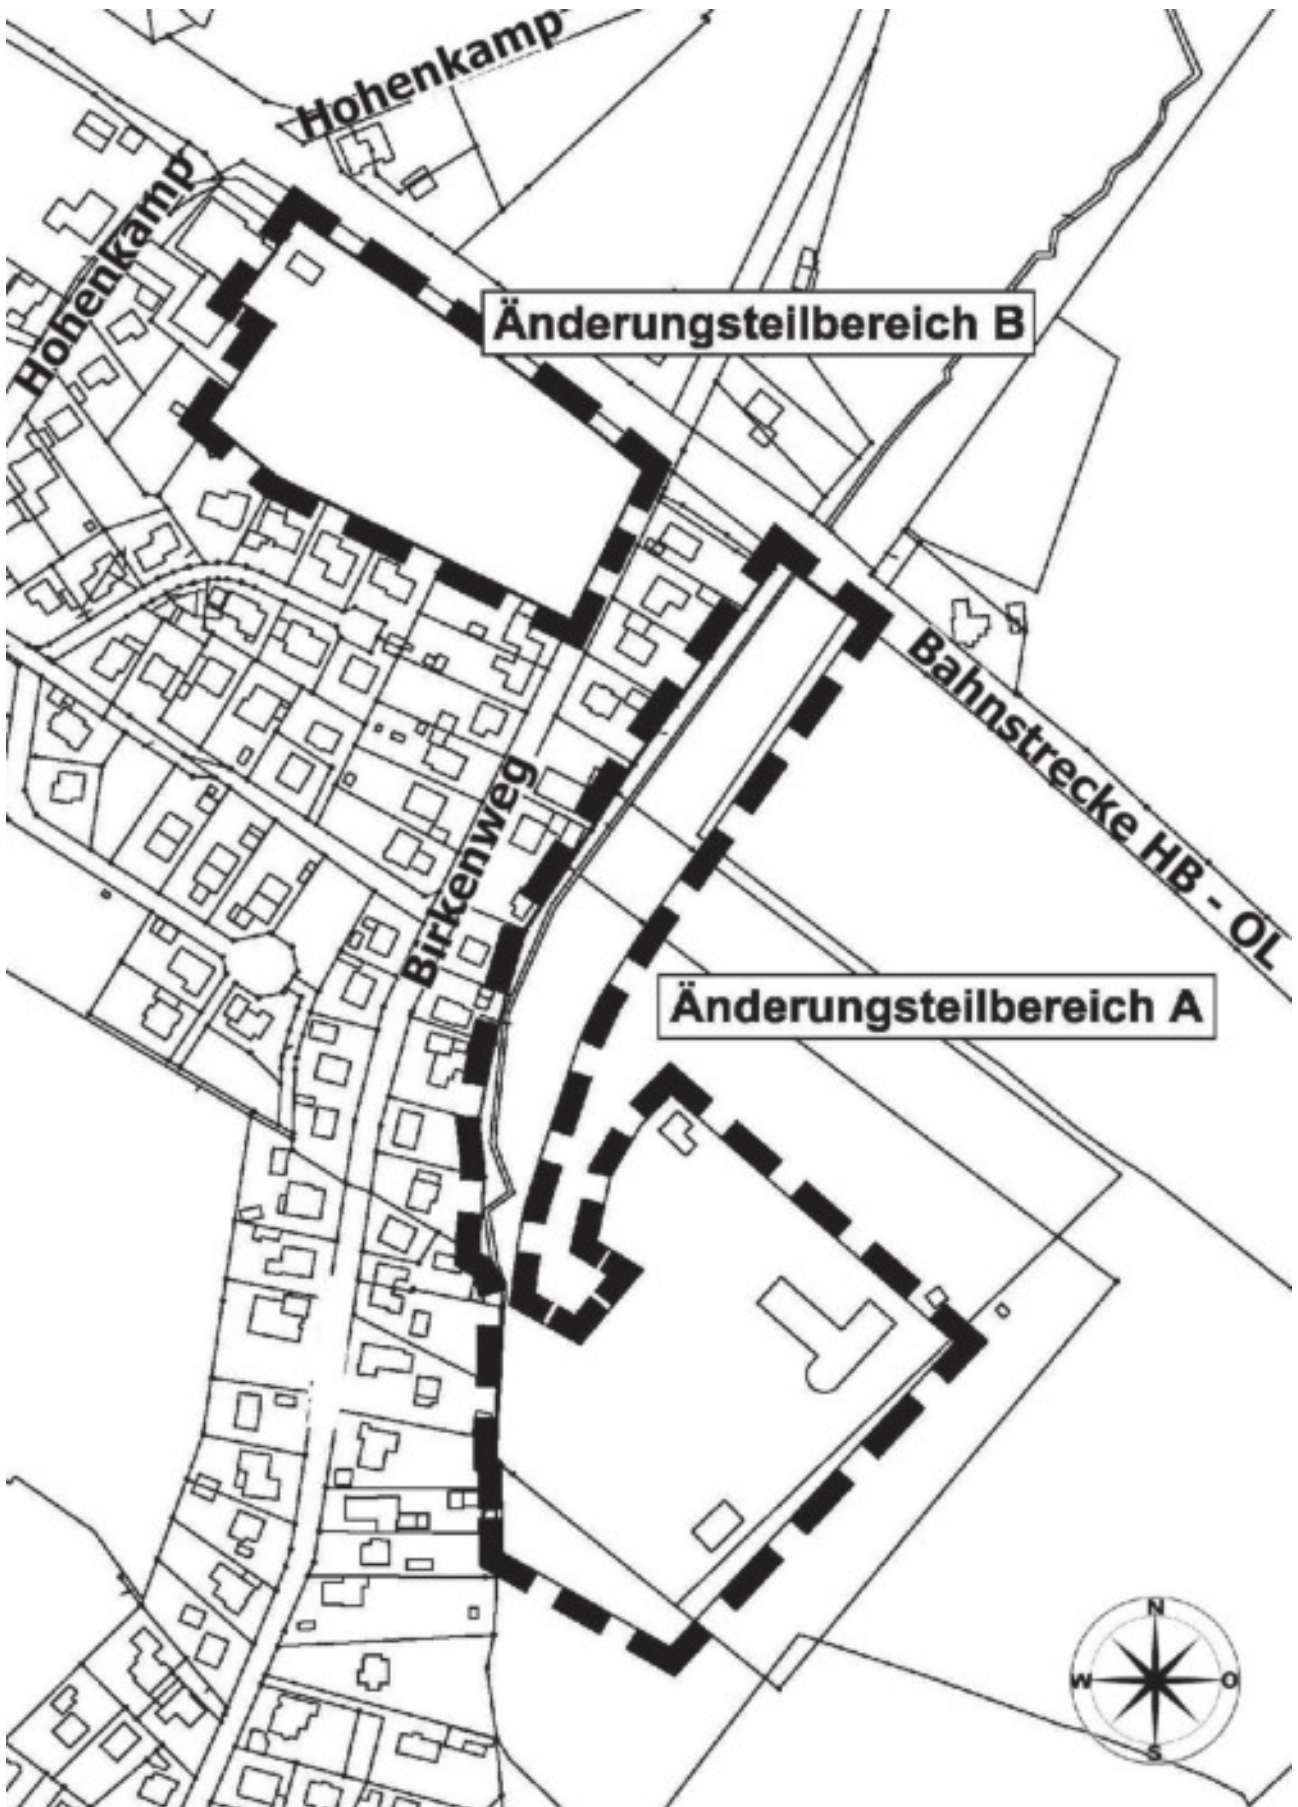 Hohenkamp
Hohenkamp
Änderungsteilbereich B
Bahnstrecke HB - OL
Birkenweg
Änderungsteilbereich A
N
W O
S